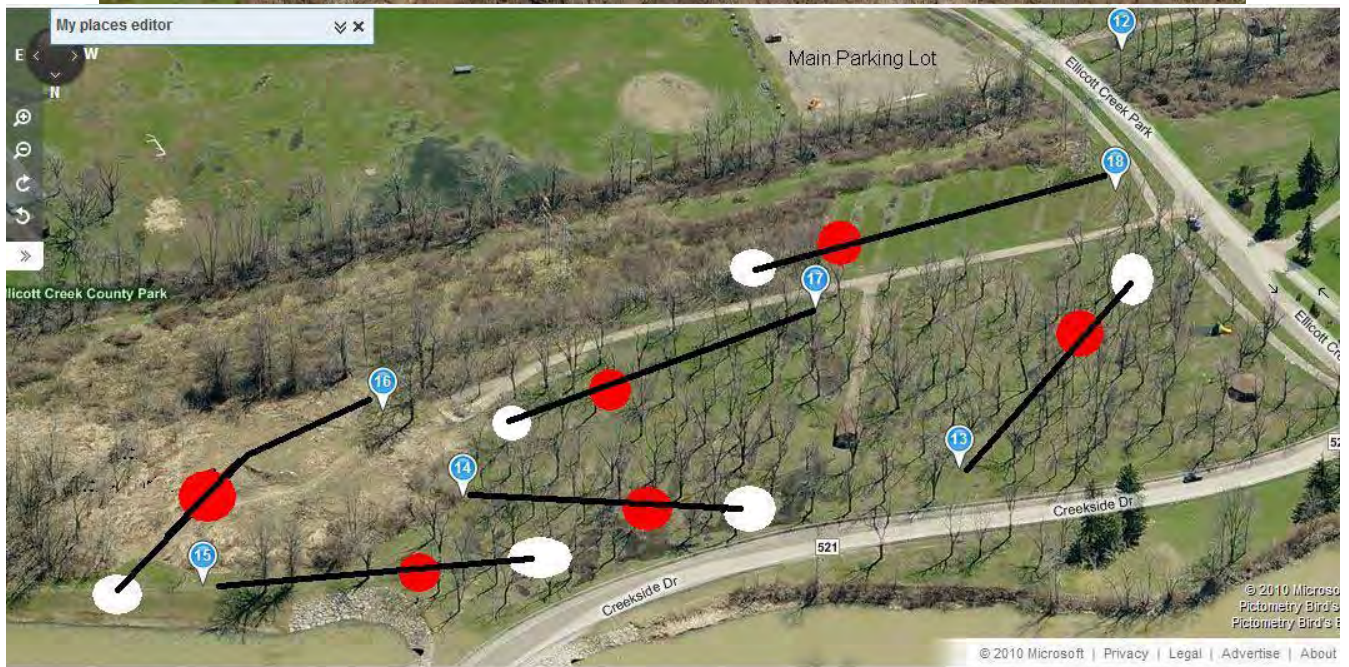 My places editor
E
W
N
Main Parking Lot
12
Ellicott Creek Park
18
17
llicott Creek County Park
16
13
14
15
Ellicott Cre
52
Creekside Dr
521
Creekside Dr
© 2010 Microso
Pictometry Bird's
Pictometry Bird's E
© 2010 Microsoft | Privacy | Legal | Advertise | About